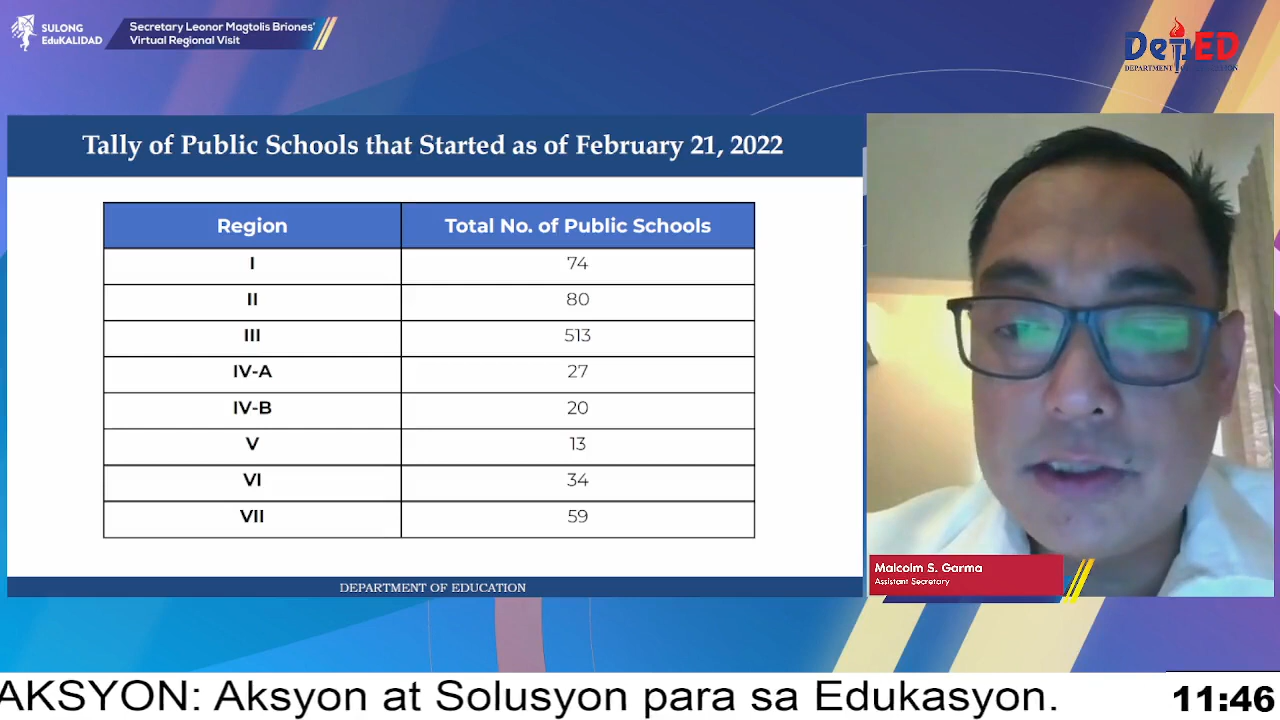 SULONG
EduKALIDAD
Secretary Leonor Magtolis Briones'
Virtual Regional Visit
DepED
DEPARTMENT OF EDUCATION
Tally of Public Schools that Started as of February 21, 2022
Region Total No. of Public Schools
I 74
II 80
III 513
IV-A 27
IV-B 20
V 13
VI 34
VII 59
DEPARTMENT OF EDUCATION
Malcolm S. Garma
Assistant Secretary
AKSYON: Aksyon at Solusyon para sa Edukasyon.
11:46